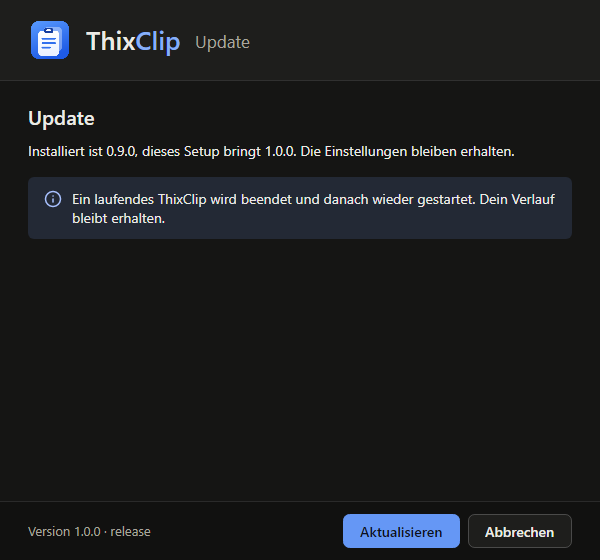 ThixClip Update
Update
Installiert ist 0.9.0, dieses Setup bringt 1.0.0. Die Einstellungen bleiben erhalten.
Ein laufendes ThixClip wird beendet und danach wieder gestartet. Dein Verlauf
bleibt erhalten.
Version 1.0.0 · release
Aktualisieren
Abbrechen